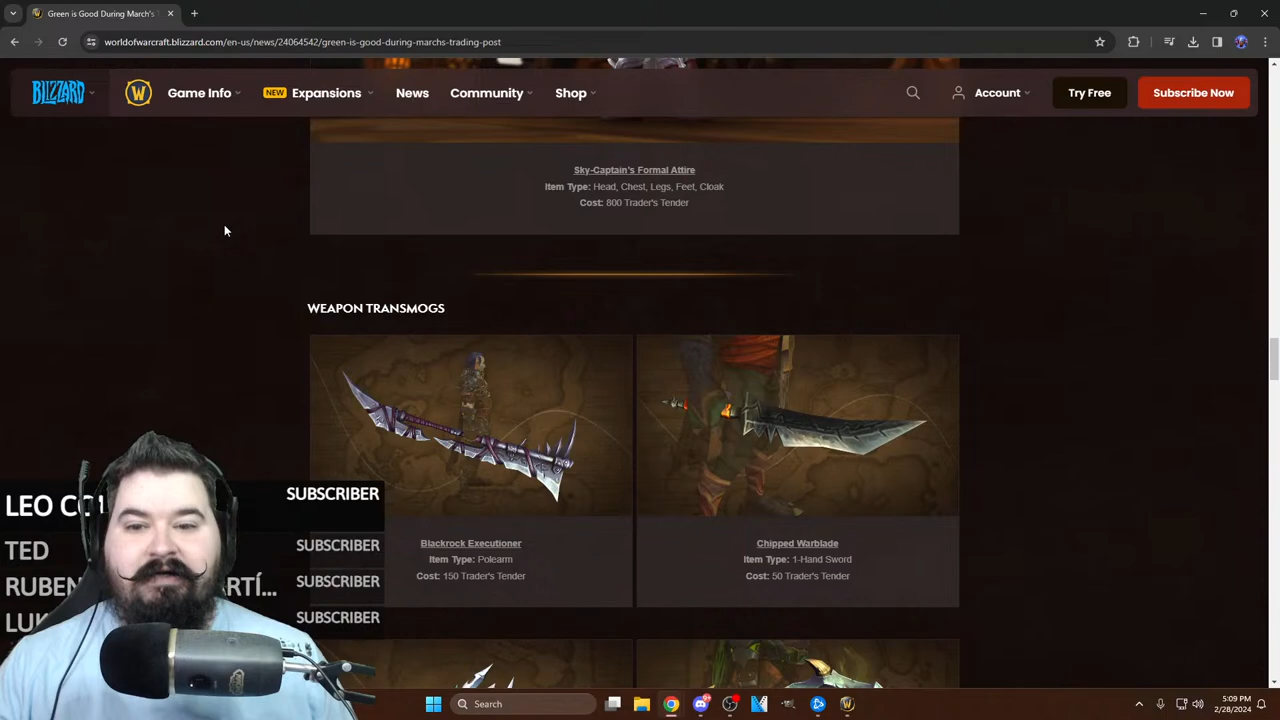 Green is Good During March's T
worldofwarcraft.blizzard.com/en-us/news/24064542/green-is-good-during-marchs-trading-post
BLIZZARD
W
Game Info
NEW Expansions
News
Community
Shop
Account
Try Free
Subscribe Now
Sky-Captain's Formal Attire
Item Type: Head, Chest, Legs, Feet, Cloak
Cost: 800 Trader's Tender
WEAPON TRANSMOGS
Blackrock Executioner
Item Type: Polearm
Cost: 150 Trader's Tender
Chipped Warblade
Item Type: 1-Hand Sword
Cost: 50 Trader's Tender
LEO
SUBSCRIBER
TED
SUBSCRIBER
RUBEN
SUBSCRIBER
SUBSCRIBER
Search
5:09 PM
2/28/2024